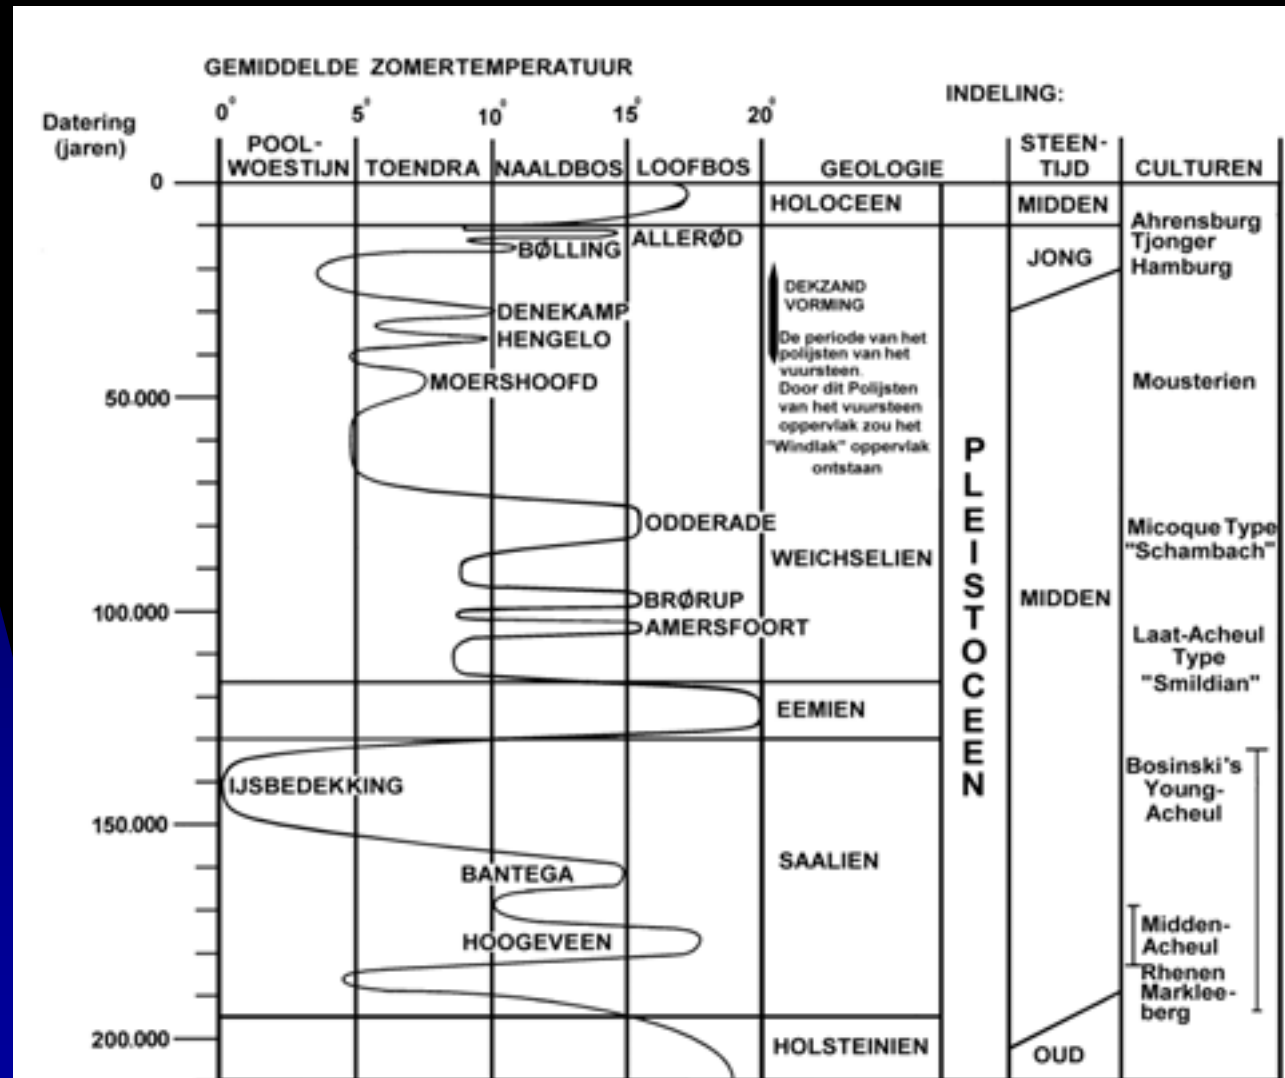 GEMIDDELDE ZOMERTEMPERATUUR
INDELING:
Datering
(jaren)
0° 5° 10° 15° 20°
POOL-
WOESTIJN
TOENDRA
NAALDBOS
LOOFBOS
GEOLOGIE
STEEN-
TIJD
CULTUREN
0
HOLOCEEN
MIDDEN
Ahrensburg
Tjonger
Hamburg
ALLERØD
BØLLING
JONG
DEKZAND
VORMING
DENEKAMP
HENGELO
De periode van het
polijsten van het
vuursteen.
Door dit Polijsten
van het vuursteen
oppervlak zou het
"Windlak" oppervlak
ontstaan
MOERSHOOFD
Mousterien
50.000
PLEISTOCEEN
ODDERADE
WEICHSELIEN
Micoque Type
"Schambach"
BRØRUP
MIDDEN
100.000
AMERSFOORT
Laat-Acheul
Type
"Smildian"
EEMIEN
IJSBEDEKKING
Bosinski's
Young-
Acheul
150.000
SAALIEN
BANTEGA
HOOGEVEEN
Midden-
Acheul
Rhenen
Marklee-
berg
200.000
HOLSTEINIEN
OUD